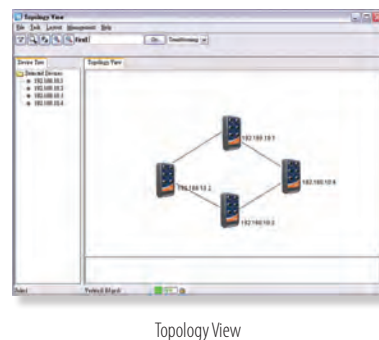 Topology View
File Task Layout Management Help
Find:
Go
Device Tree
Topology View
Detected Devices
192.168.10.1
192.168.10.2
192.168.10.3
192.168.10.4
192.168.10.1
192.168.10.2
192.168.10.4
192.168.10.3
Topology View